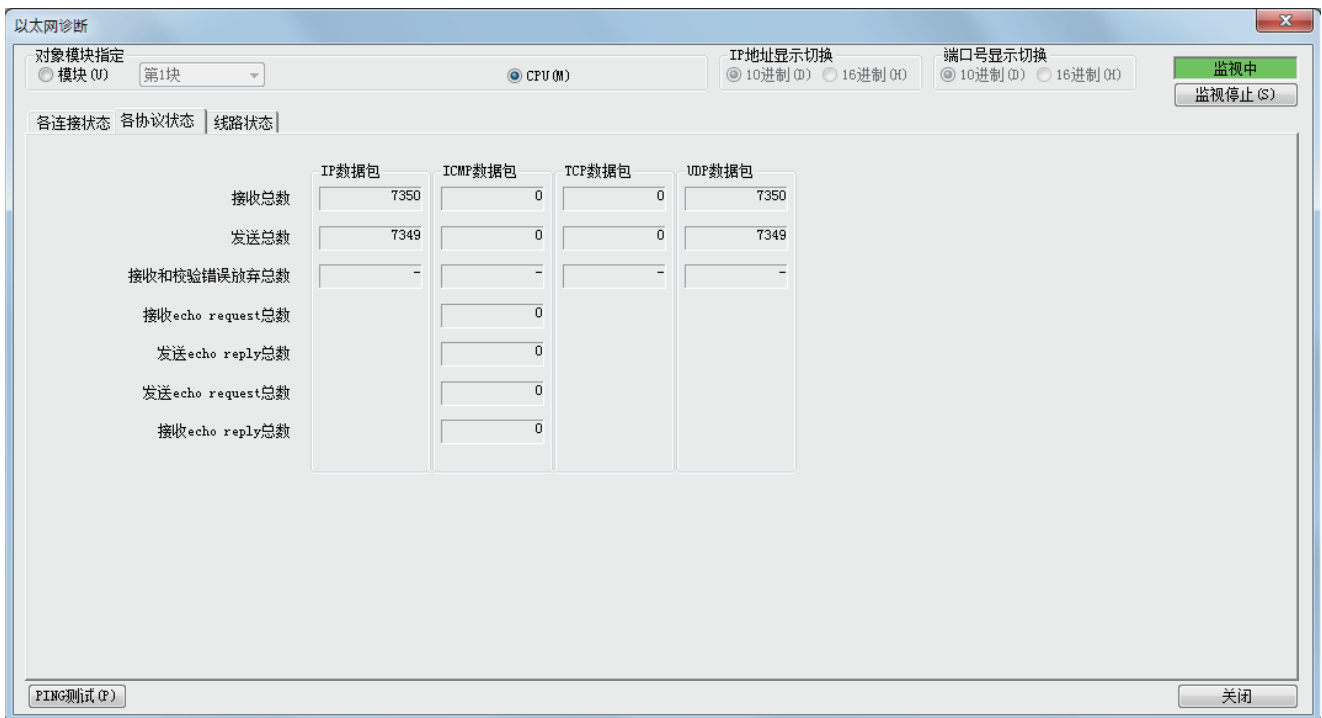 以太网诊断
对象模块指定 IP地址显示切换 端口号显示切换
模块(U) 第1块 CPU(M) 10进制(D) 16进制(H) 10进制(D) 16进制(H) 监视中
监视停止(S)
各连接状态 各协议状态 线路状态
IP数据包 ICMP数据包 TCP数据包 UDP数据包
接收总数 7350 0 0 7350
发送总数 7349 0 0 7349
接收和校验错误放弃总数 - - - -
接收echo request总数 0
发送echo reply总数 0
发送echo request总数 0
接收echo reply总数 0
PING测试(P) 关闭